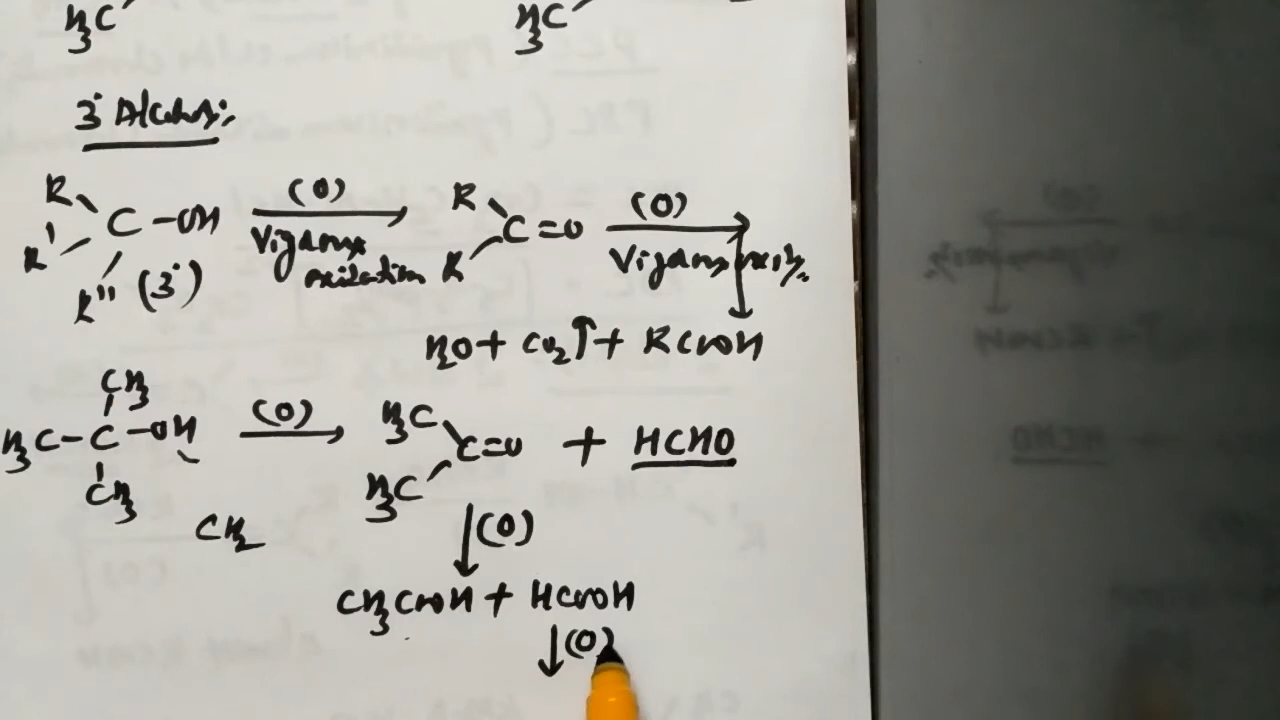 H₃C H₃C
3° Alcohols:
R R' R'' C – OH (3°) (O) Vigorous oxidation R R C = O (O) Vigorous oxi?.
H₂O + CO₂↑ + RCOOH
CH₃
H₃C – C – OH (O) H₃C H₃C C = O + HCHO
CH₃
CH₂ (O)
CH₃COOH + HCOOH
(O)